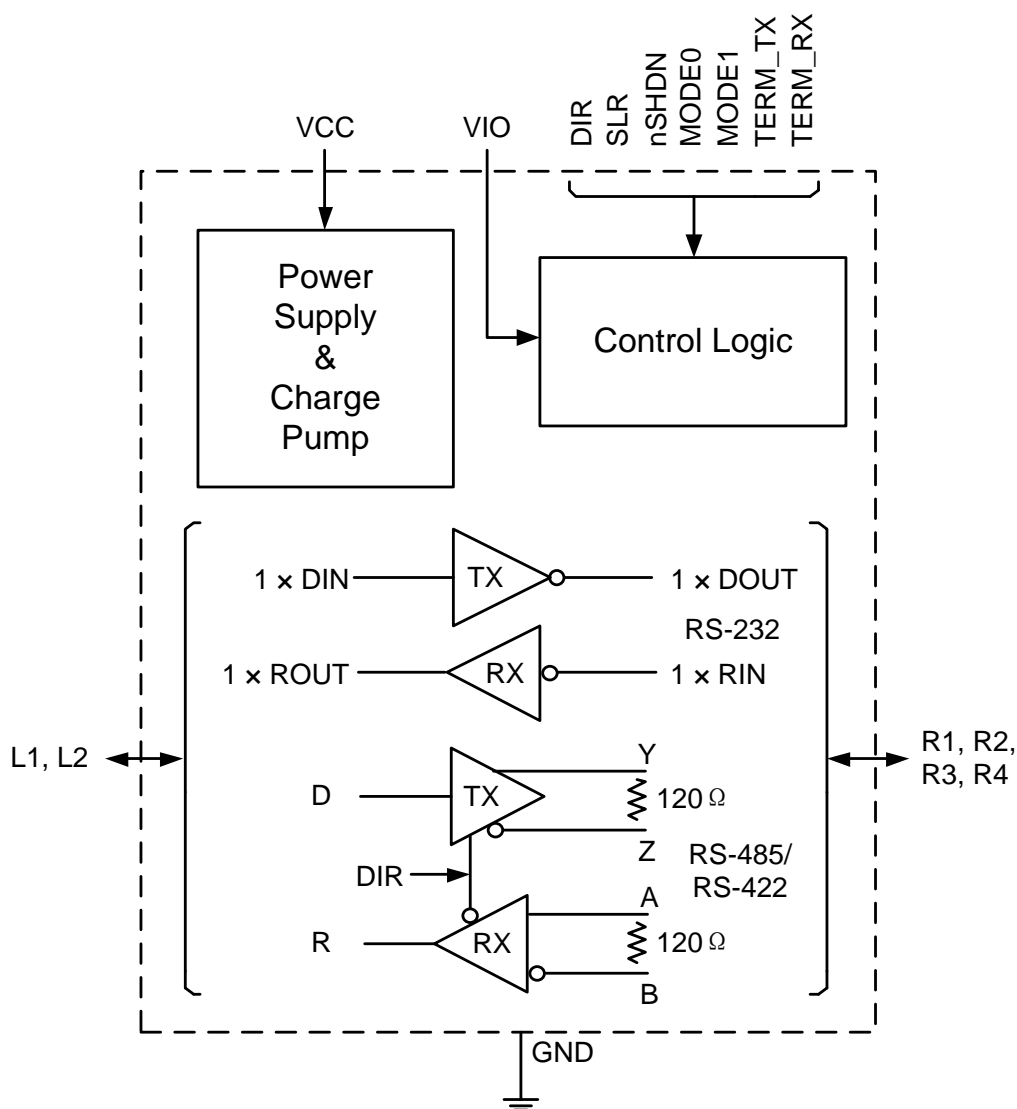 DIR
SLR
nSHDN
MODE0
MODE1
TERM_TX
TERM_RX
VCC
VIO
Power
Supply
&
Charge
Pump
Control Logic
1 × DIN
TX
1 × DOUT
RS-232
1 × ROUT
RX
1 × RIN
L1, L2
R1, R2,
R3, R4
Y
D
TX
120 Ω
Z
RS-485/
RS-422
DIR
A
R
RX
120 Ω
B
GND